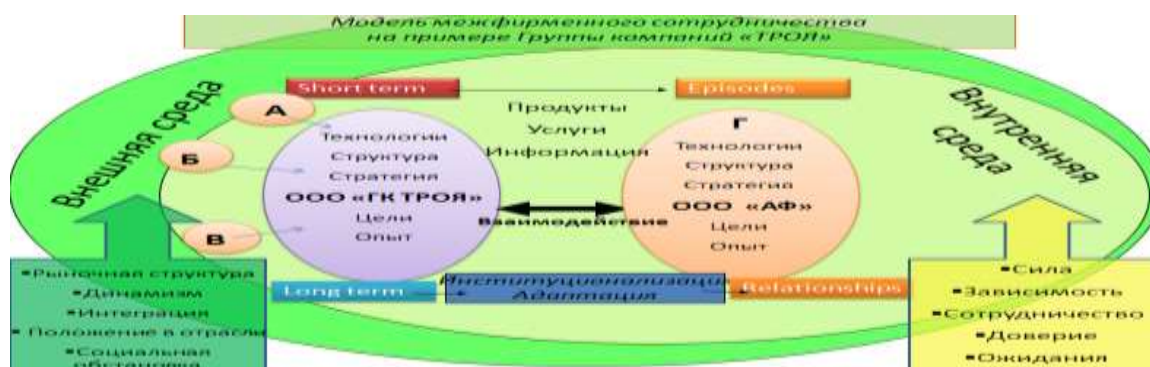 Модель межфирменного сотрудничества
на примере Группы компаний «ТРОЯ»
Внешняя среда
Внутренняя
среда
Short term
Episodes
А
Б
В
Продукты
Услуги
Информация
Технологии
Структура
Стратегия
ООО «ГК ТРОЯ»
Цели
Опыт
Взаимодействие
Г
Технологии
Структура
Стратегия
ООО «АФ»
Цели
Опыт
Long term
Институционализаци
Адаптация
Relationships
▪Рыночная структура
▪Динамизм
▪Интеграция
▪Положение в отрасли
▪Социальная
обстановка
▪Сила
▪Зависимость
▪Сотрудничество
▪Доверие
▪Ожидания